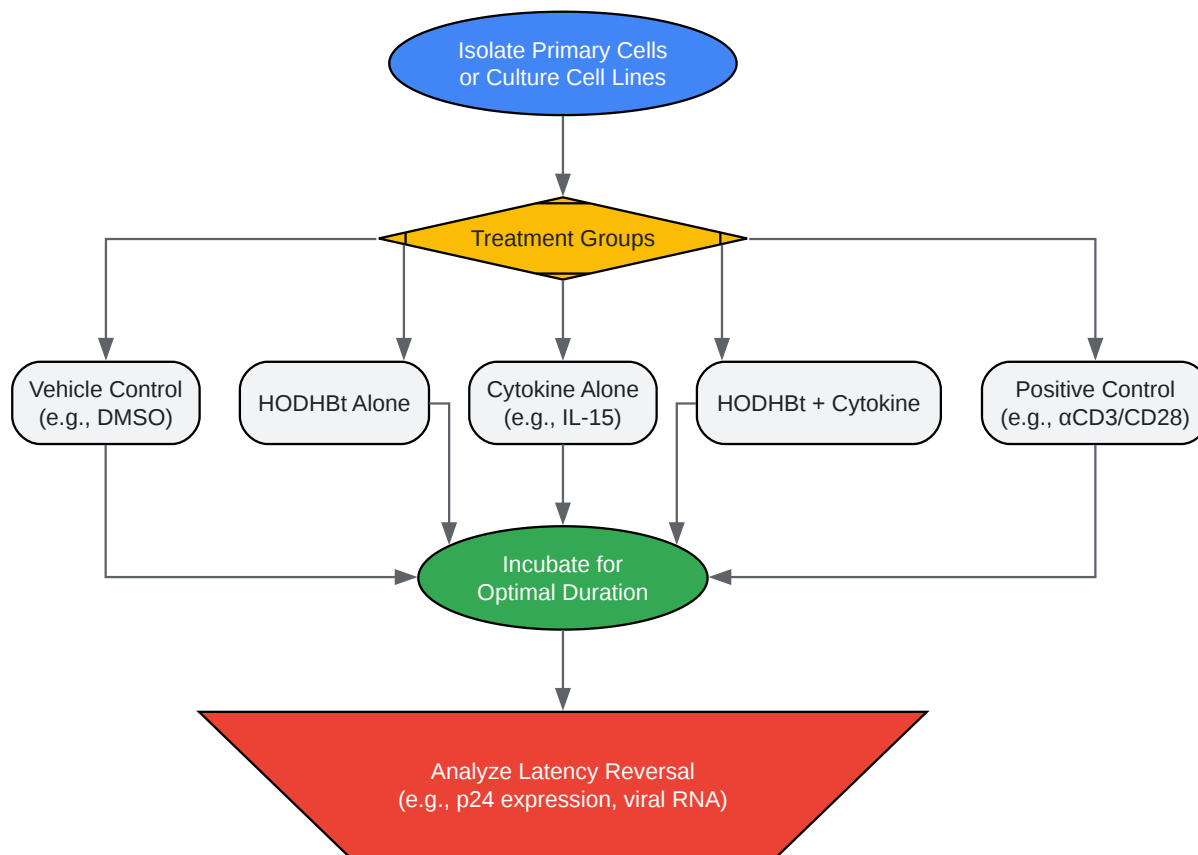 Isolate Primary Cells
or Culture Cell Lines
Treatment Groups
Vehicle Control
(e.g., DMSO)
HODHBt Alone
Cytokine Alone
(e.g., IL-15)
HODHBt + Cytokine
Positive Control
(e.g., αCD3/CD28)
Incubate for
Optimal Duration
Analyze Latency Reversal
(e.g., p24 expression, viral RNA)